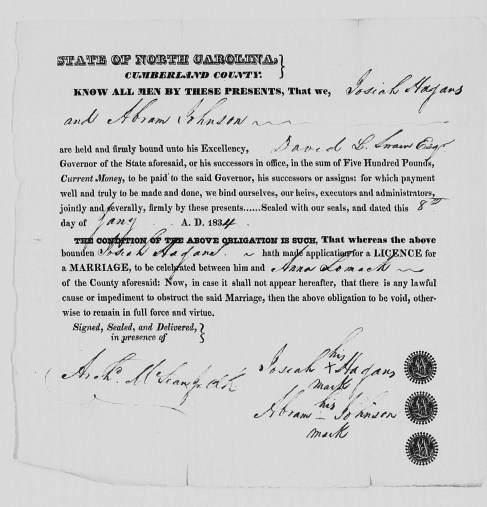 STATE OF NORTH CAROLINA,}
CUMBERLAND COUNTY.
KNOW ALL MEN BY THESE PRESENTS, That we, Josiah Hagans
and Abram Johnson
are held and firmly bound unto his Excellency, David L. Swain Esqr
Governor of the State aforesaid, or his successors in office, in the sum of Five Hundred Pounds,
Current Money, to be paid to the said Governor, his successors or assigns: for which payment
well and truly to be made and done, we bind ourselves, our heirs, executors and administrators,
jointly and severally, firmly by these presents......Sealed with our seals, and dated this 8th
day of Jany A. D. 1834.
THE CONDITION OF THE ABOVE OBLIGATION IS SUCH, That whereas the above
bounden Josiah Hagans hath made application for a LICENCE for
a MARRIAGE, to be celebrated between him and Anna Lomack
of the County aforesaid: Now, in case it shall not appear hereafter, that there is any lawful
cause or impediment to obstruct the said Marriage, then the above obligation to be void, other-
wise to remain in full force and virtue.
Signed, Sealed, and Delivered,}
in presence of
Archd. McLean
Josiah his X Hagans
mark
Abram his Johnson
mark